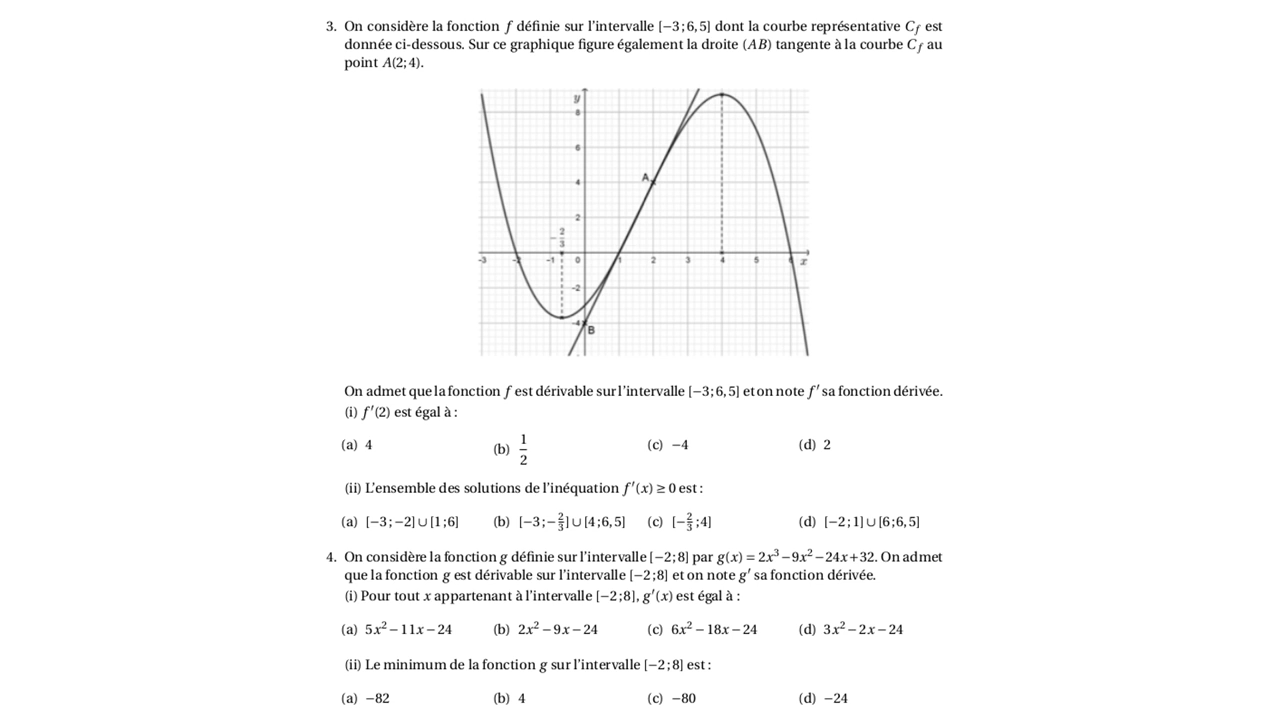 3. On considère la fonction f définie sur l'intervalle [−3;6,5] dont la courbe représentative C_f est
donnée ci-dessous. Sur ce graphique figure également la droite (AB) tangente à la courbe C_f au
point A(2;4).
y
8
6
A
4
2
−2/3
-3 -2 -1 0 1 2 3 4 5 6 x
-2
-4 B
On admet que la fonction f est dérivable sur l'intervalle [−3;6,5] et on note f′ sa fonction dérivée.
(i) f′(2) est égal à :
(a) 4 (b) 1/2 (c) −4 (d) 2
(ii) L'ensemble des solutions de l'inéquation f′(x) ≥ 0 est :
(a) [−3;−2]∪[1;6] (b) [−3;−2/3]∪[4;6,5] (c) [−2/3;4] (d) [−2;1]∪[6;6,5]
4. On considère la fonction g définie sur l'intervalle [−2;8] par g(x) = 2x³−9x²−24x+32. On admet
que la fonction g est dérivable sur l'intervalle [−2;8] et on note g′ sa fonction dérivée.
(i) Pour tout x appartenant à l'intervalle [−2;8], g′(x) est égal à :
(a) 5x²−11x−24 (b) 2x²−9x−24 (c) 6x²−18x−24 (d) 3x²−2x−24
(ii) Le minimum de la fonction g sur l'intervalle [−2;8] est :
(a) −82 (b) 4 (c) −80 (d) −24